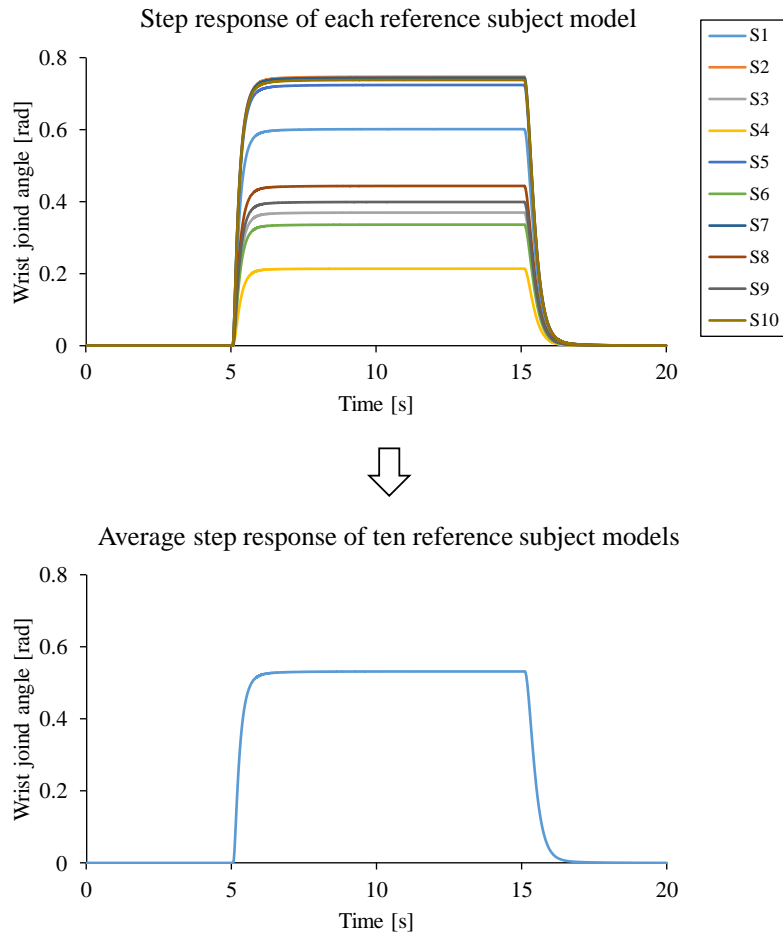 Step response of each reference subject model
Wrist joind angle [rad]
0.8
0.6
0.4
0.2
0
0 5 10 15 20
Time [s]
S1
S2
S3
S4
S5
S6
S7
S8
S9
S10
Average step response of ten reference subject models
Wrist joind angle [rad]
0.8
0.6
0.4
0.2
0
0 5 10 15 20
Time [s]